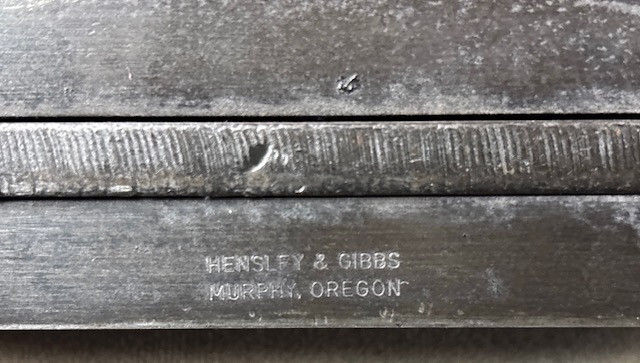 HENSLEY & GIBBS
MURPHY, OREGON